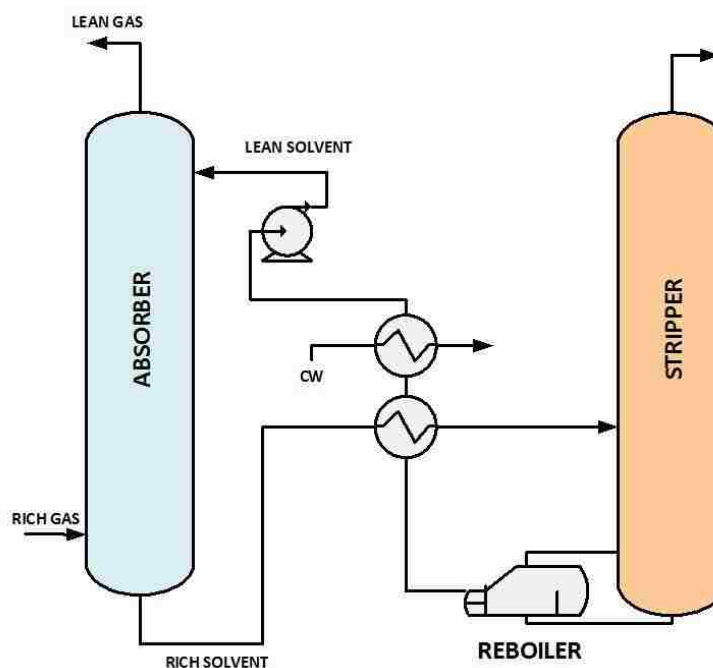 LEAN GAS
LEAN SOLVENT
ABSORBER
STRIPPER
CW
RICH GAS
REBOILER
RICH SOLVENT